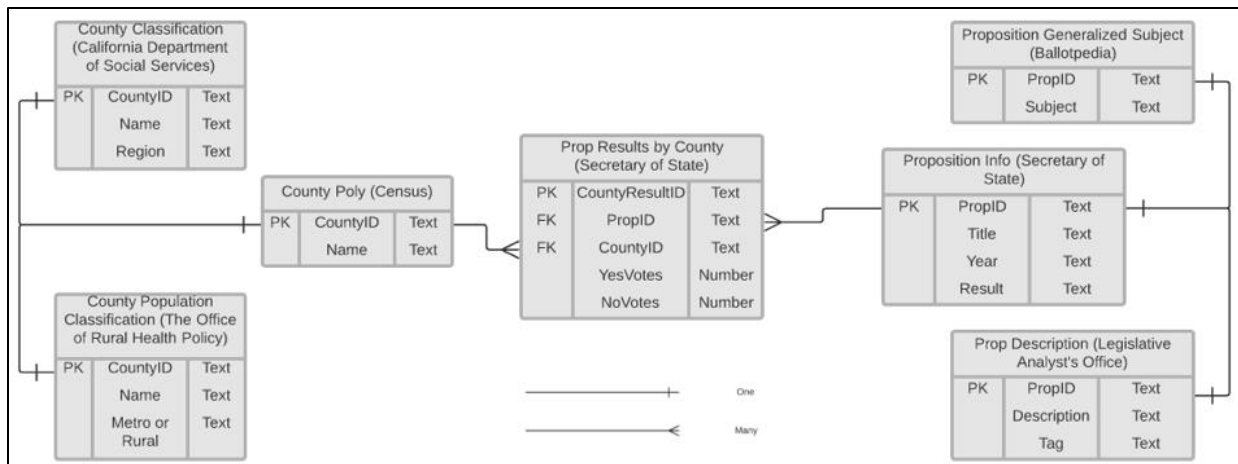 County Classification
(California Department
of Social Services)
PK CountyID Text
Name Text
Region Text
County Poly (Census)
PK CountyID Text
Name Text
County Population
Classification (The Office
of Rural Health Policy)
PK CountyID Text
Name Text
Metro or Text
Rural
Prop Results by County
(Secretary of State)
PK CountyResultID Text
FK PropID Text
FK CountyID Text
YesVotes Number
NoVotes Number
One
Many
Proposition Generalized Subject
(Ballotpedia)
PK PropID Text
Subject Text
Proposition Info (Secretary of
State)
PK PropID Text
Title Text
Year Text
Result Text
Prop Description (Legislative
Analyst's Office)
PK PropID Text
Description Text
Tag Text